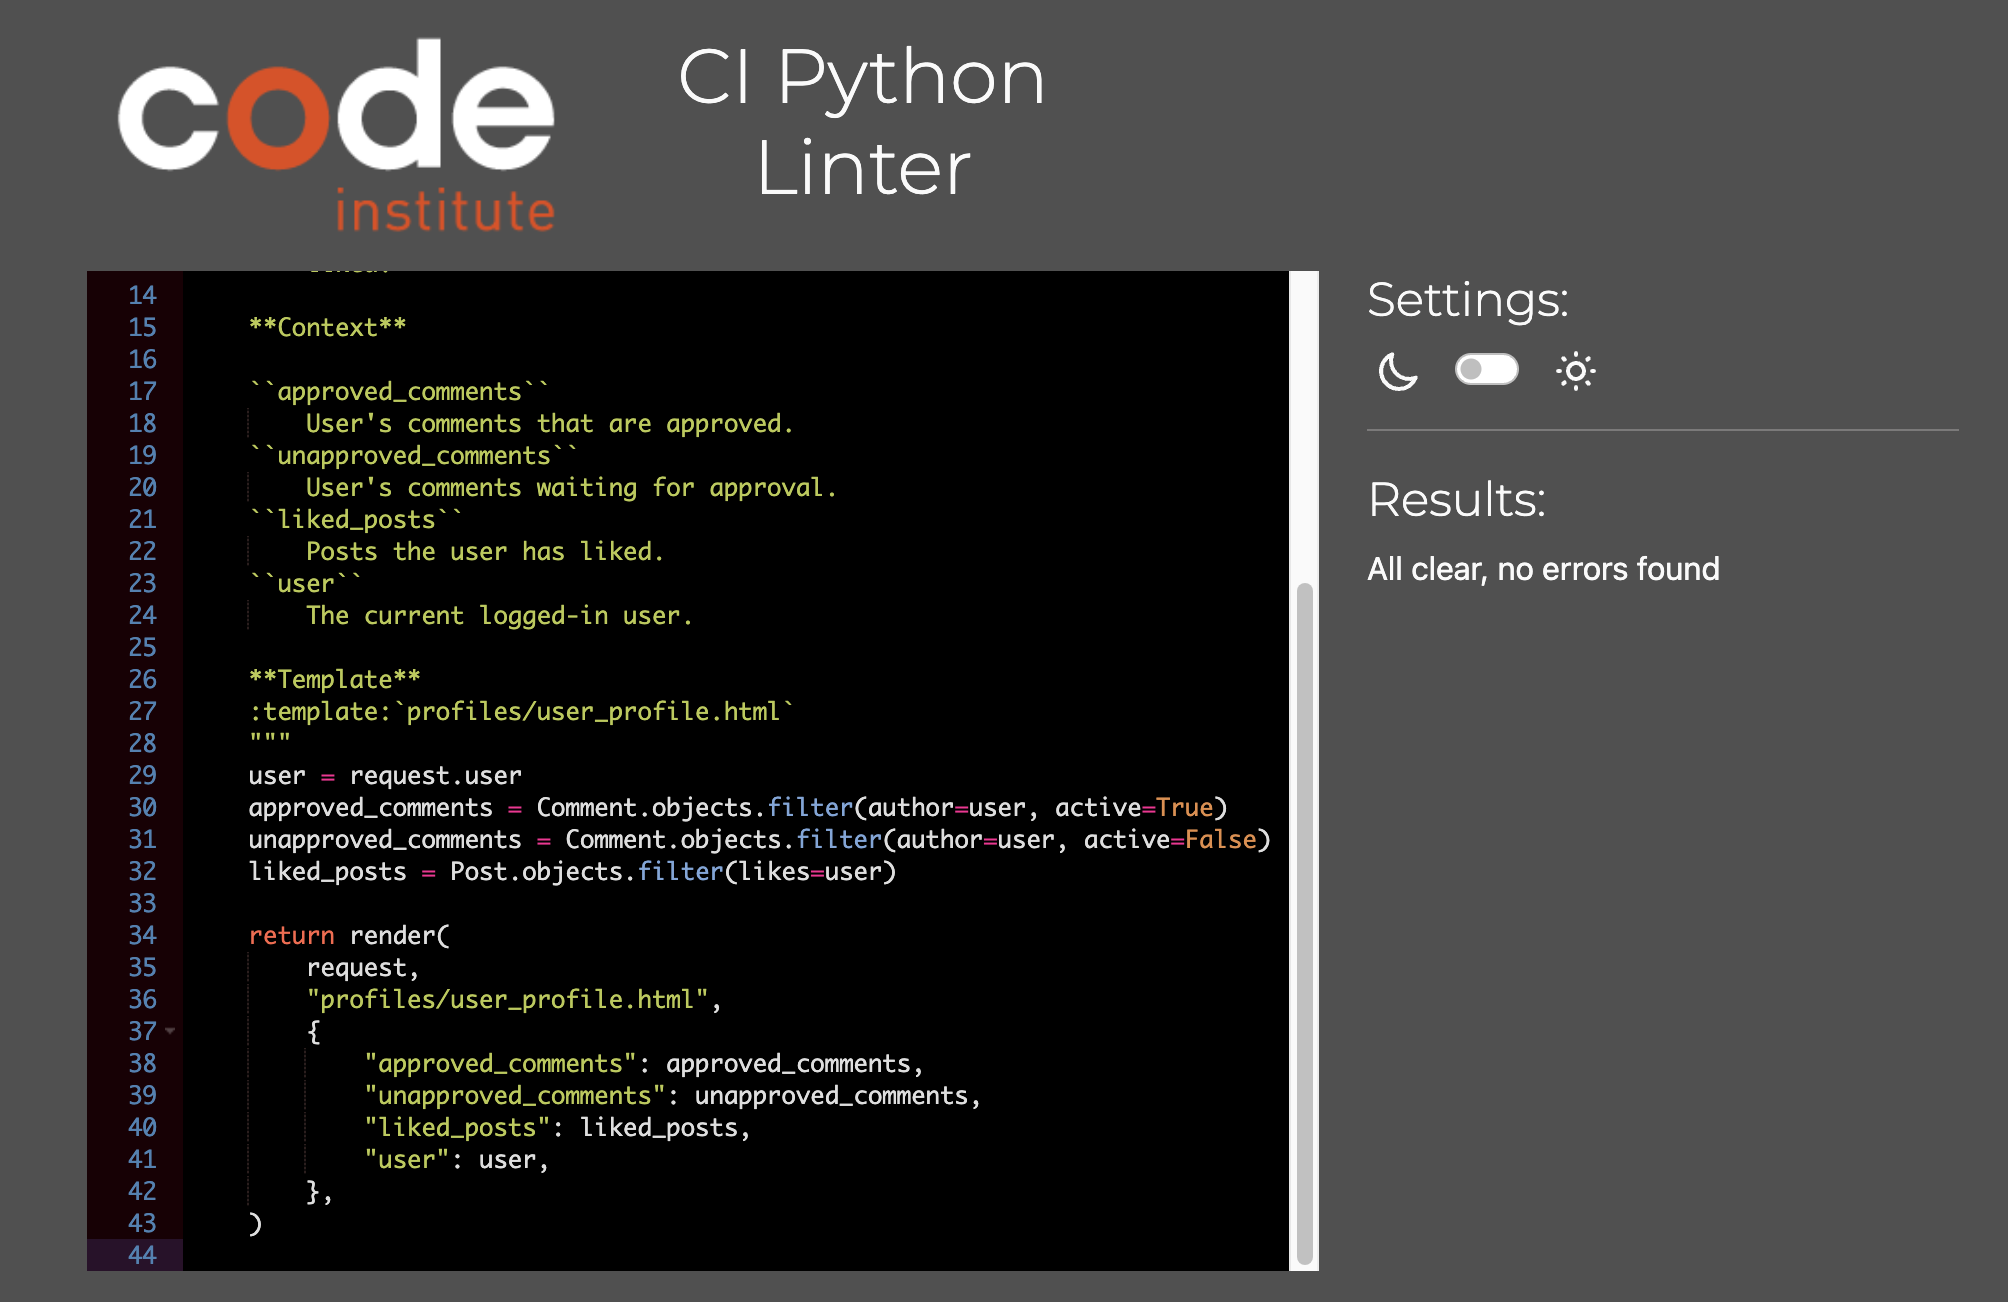 code
institute
CI Python
Linter
14
15     **Context**
16
17     ``approved_comments``
18         User's comments that are approved.
19     ``unapproved_comments``
20         User's comments waiting for approval.
21     ``liked_posts``
22         Posts the user has liked.
23     ``user``
24         The current logged-in user.
25
26     **Template**
27     :template:`profiles/user_profile.html`
28     """
29     user = request.user
30     approved_comments = Comment.objects.filter(author=user, active=True)
31     unapproved_comments = Comment.objects.filter(author=user, active=False)
32     liked_posts = Post.objects.filter(likes=user)
33
34     return render(
35         request,
36         "profiles/user_profile.html",
37         {
38             "approved_comments": approved_comments,
39             "unapproved_comments": unapproved_comments,
40             "liked_posts": liked_posts,
41             "user": user,
42         },
43     )
44
Settings:
Results:
All clear, no errors found